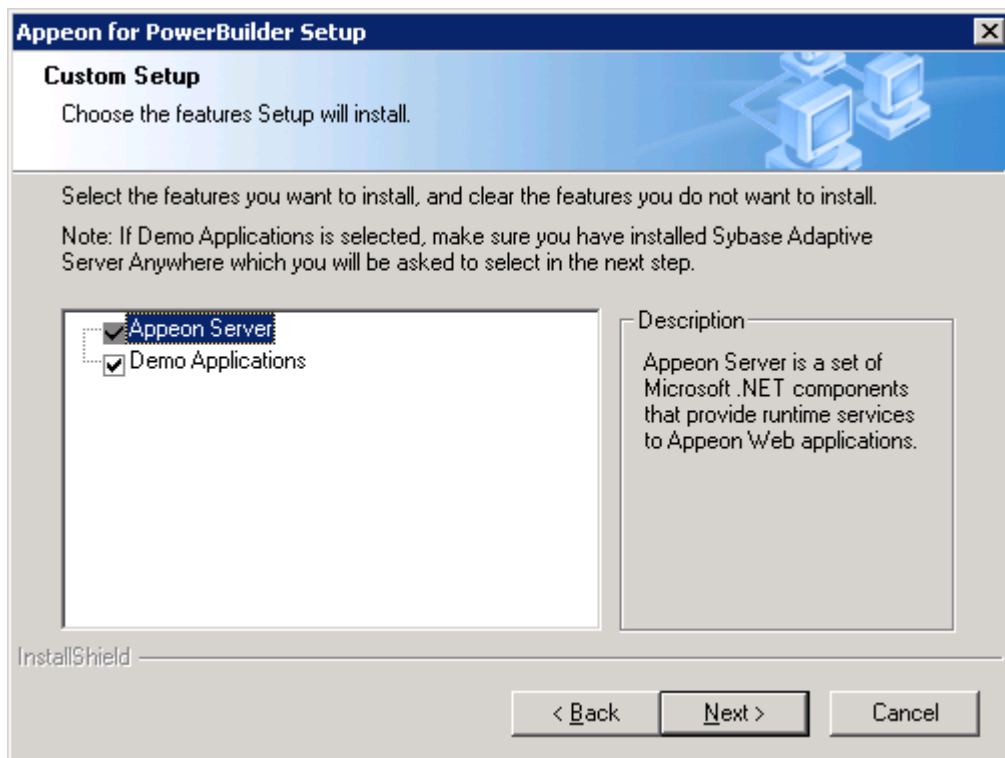 Appeon for PowerBuilder Setup
Custom Setup
Choose the features Setup will install.
Select the features you want to install, and clear the features you do not want to install.
Note: If Demo Applications is selected, make sure you have installed Sybase Adaptive
Server Anywhere which you will be asked to select in the next step.
Appeon Server
Demo Applications
Description
Appeon Server is a set of
Microsoft .NET components
that provide runtime services
to Appeon Web applications.
InstallShield
< Back
Next >
Cancel